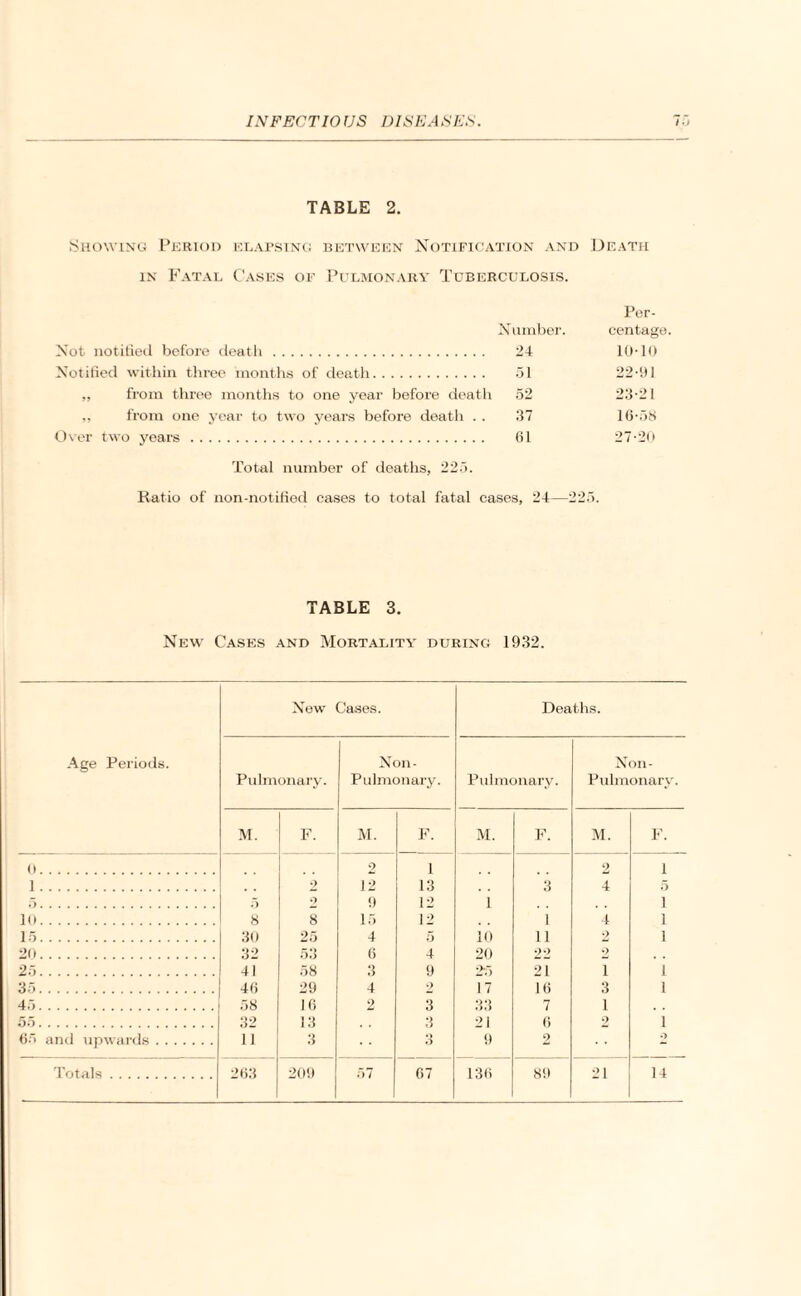 INFECTIOUS DISEASES. 75
TABLE 2.
Showing Period elapsing between Notification and Death
in Fatal Cases of Pulmonary Tuberculosis.
Per-
Number. centage.
Not notified before death . . . . . . . . . . 24 10·10
Notified within three months of death . . . . . . . . . . 51 22·91
„ from three months to one year before death 52 23·21
„ from one year to two years before death . . 37 16·58
Over two years . . . . . . . . . . 61 27·20
Total number of deaths, 225.
Ratio of non-notified cases to total fatal cases, 24—225.
TABLE 3.
New Cases and Mortality during 1932.
New Cases. Deaths.
Age Periods. Pulmonary. Non-Pulmonary. Pulmonary. Non-Pulmonary.
M. F. M. F. M. F. M. F.
0 . . . . . . . . 2 1 . . . . 2 1
1 . . . . . . 2 12 13 . . 3 4 5
5 . . . . 5 2 9 12 1 . . . . 1
10 . . . . 8 8 15 12 . . 1 4 1
15 . . . . 30 25 4 5 10 11 2 1
20 . . . . 32 53 6 4 20 22 2 . .
25 . . . . 41 58 3 9 25 21 1 1
35 . . . . 46 29 4 2 17 16 3 1
45 . . . . 58 16 2 3 33 7 1 . .
55 . . . . 32 13 . . 3 21 6 2 1
65 and upwards . . . . 11 3 . . 3 9 2 . . 2
Totals . . . . 263 209 57 67 136 89 21 14